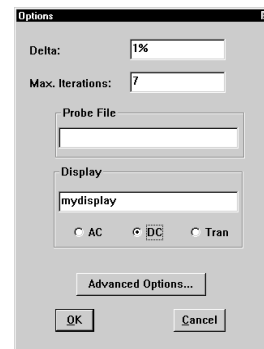 Options
Delta: 1%
Max. Iterations: 7
Probe File
Display
mydisplay
AC DC Tran
Advanced Options...
OK Cancel